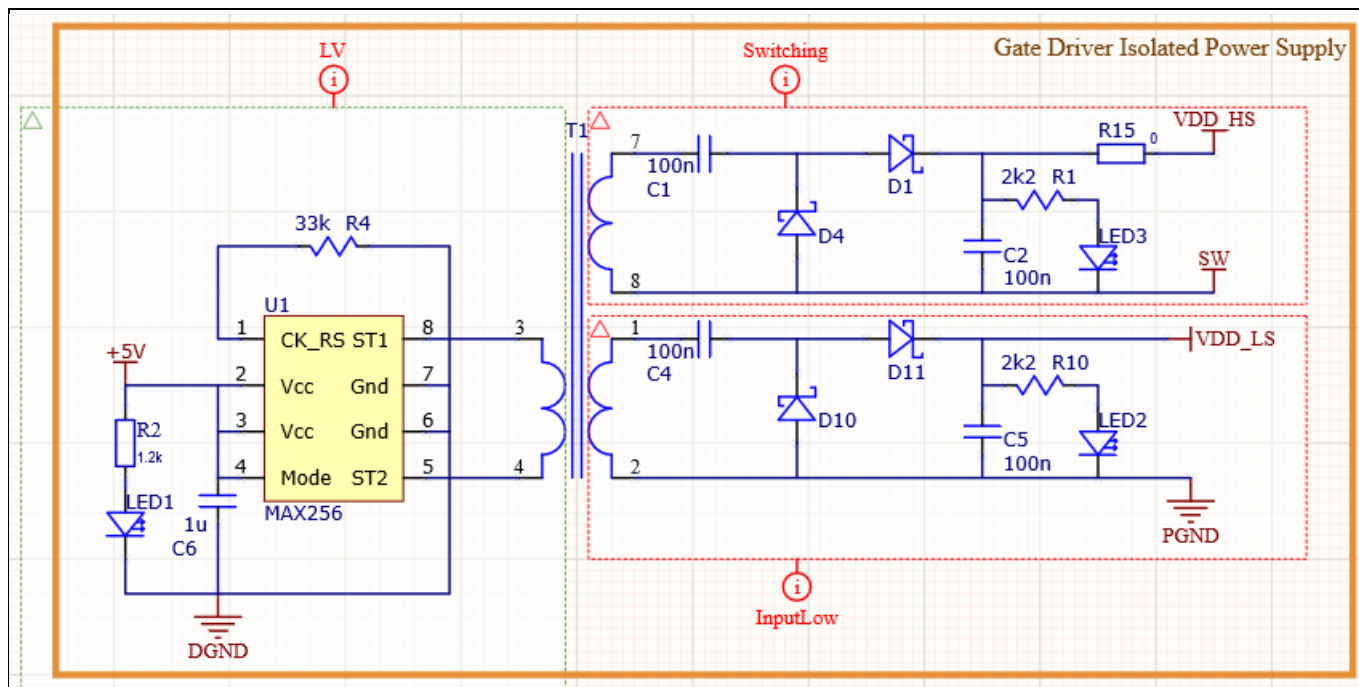 Gate Driver Isolated Power Supply
LV
Switching
T1
7
100n
C1
D1
D4
R15
0
VDD_HS
2k2 R1
C2
100n
LED3
SW
8
33k R4
U1
1
CK_RS ST1
8
3
+5V
2
Vcc Gnd
7
3
Vcc Gnd
6
4
Mode ST2
5
4
MAX256
R2
1.2k
LED1
1u
C6
DGND
1
100n
C4
D11
D10
VDD_LS
2k2 R10
C5
100n
LED2
2
PGND
InputLow